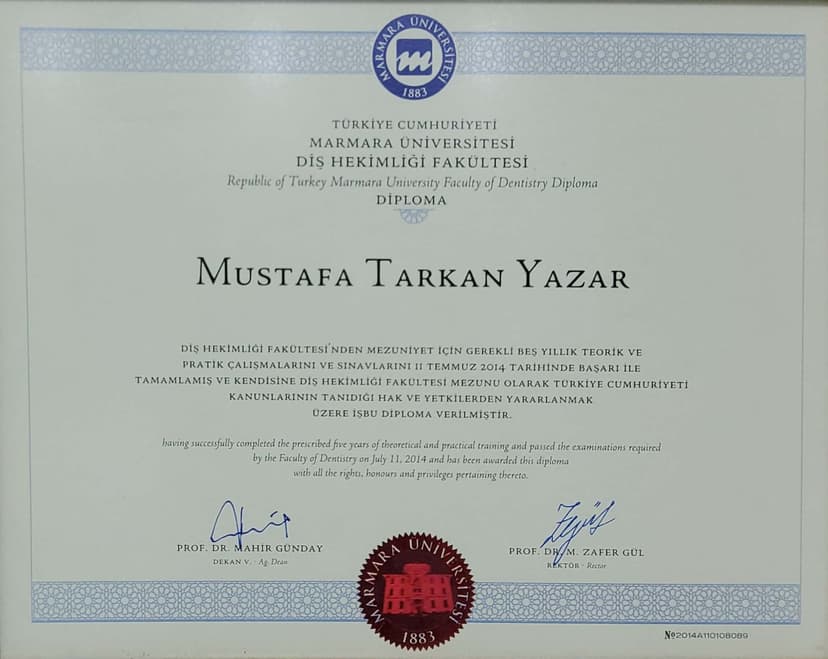 MARMARA ÜNİVERSİTESİ
m
1883
TÜRKİYE CUMHURİYETİ
MARMARA ÜNİVERSİTESİ
DİŞ HEKİMLİĞİ FAKÜLTESİ
Republic of Turkey Marmara University Faculty of Dentistry Diploma
DİPLOMA
MUSTAFA TARKAN YAZAR
DİŞ HEKİMLİĞİ FAKÜLTESİ'NDEN MEZUNİYET İÇİN GEREKLİ BEŞ YILLIK TEORİK VE
PRATİK ÇALIŞMALARINI VE SINAVLARINI 11 TEMMUZ 2014 TARİHİNDE BAŞARI İLE
TAMAMLAMIŞ VE KENDİSİNE DİŞ HEKİMLİĞİ FAKÜLTESİ MEZUNU OLARAK TÜRKİYE CUMHURİYETİ
KANUNLARININ TANIDIĞI HAK VE YETKİLERDEN YARARLANMAK
ÜZERE İŞBU DİPLOMA VERİLMİŞTİR.
having successfully completed the prescribed five years of theoretical and practical training and passed the examinations required
by the Faculty of Dentistry on July 11, 2014 and has been awarded this diploma
with all the rights, honours and privileges pertaining thereto.
PROF. DR. MAHİR GÜNDAY
DEKAN V. - Ag. Dean
PROF. DR. M. ZAFER GÜL
REKTÖR - Rector
MARMARA ÜNİVERSİTESİ
1883
№2014A110108089